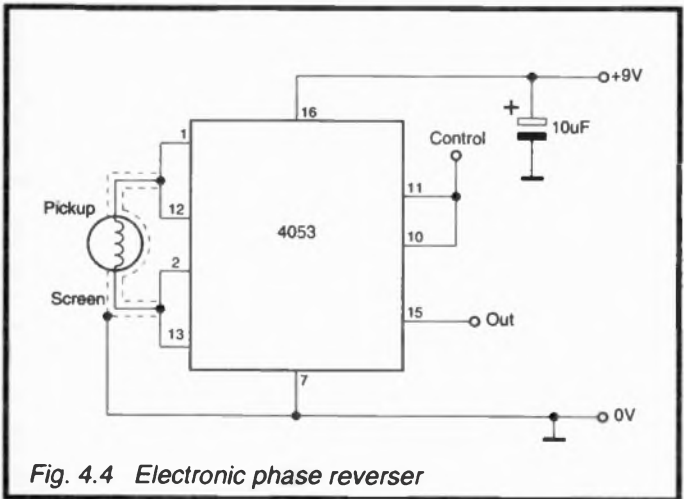 16
+9V
+
10uF
Control
1
11
Pickup
12
4053
10
2
Screen
15
Out
13
7
0V
Fig. 4.4 Electronic phase reverser